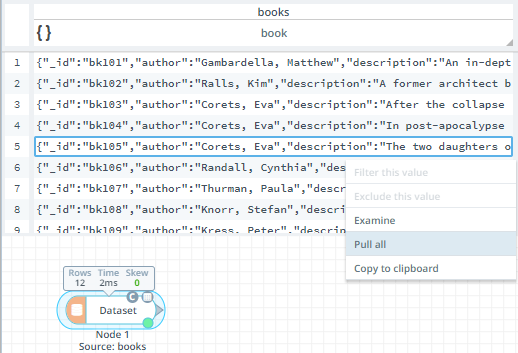 books
{} book
1 {"_id":"bk101","author":"Gambardella, Matthew","description":"An in-dept
2 {"_id":"bk102","author":"Ralls, Kim","description":"A former architect b
3 {"_id":"bk103","author":"Corets, Eva","description":"After the collapse
4 {"_id":"bk104","author":"Corets, Eva","description":"In post-apocalypse
5 {"_id":"bk105","author":"Corets, Eva","description":"The two daughters o
6 {"_id":"bk106","author":"Randall, Cynthia","des
7 {"_id":"bk107","author":"Thurman, Paula","descr
8 {"_id":"bk108","author":"Knorr, Stefan","descri
9 {"_id":"bk109","author":"Kress, Peter","descrip
Filter this value
Exclude this value
Examine
Pull all
Copy to clipboard
Rows Time Skew
12 2ms 0
C
Dataset
Node 1
Source: books